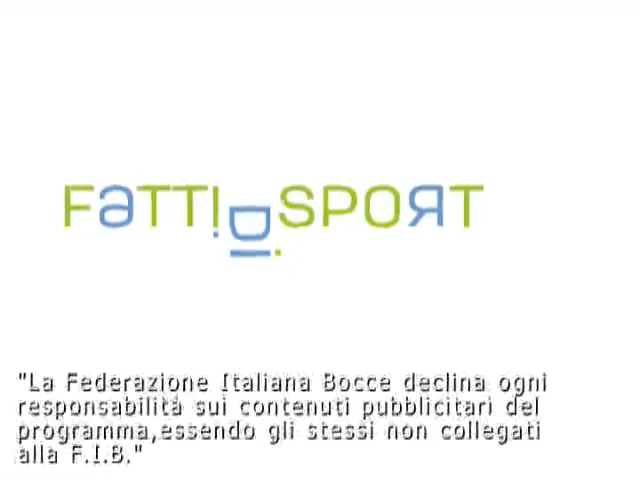 FaTTi DI SPORT
"La Federazione Italiana Bocce declina ogni
responsabilità sui contenuti pubblicitari del
programma,essendo gli stessi non collegati
alla F.I.B."